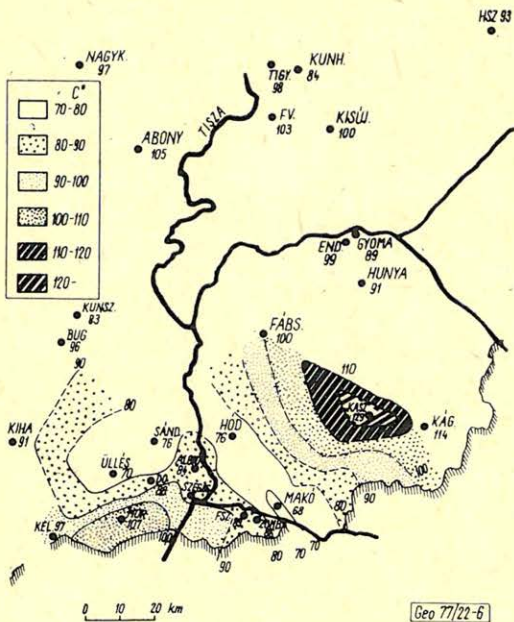 HSZ 93
NAGYK.
97
TIGY.
98
KUNH.
84
C°
70-80
80-90
90-100
100-110
110-120
120-
TISZA
FV.
103
KISÚJ.
100
ABONY
105
END
99
GYOMA
89
HUNYA
91
KUNSZ.
83
BUG
96
90
80
FÁBS.
100
110
KÁG.
114
KIHA
91
SÁND.
76
HÓD
76
ÜLLÉS
70
MAKÓ
68
KEL 97
107
100
100
90
80
90
80
70
70
0 10 20 km
Geo 77/22-6